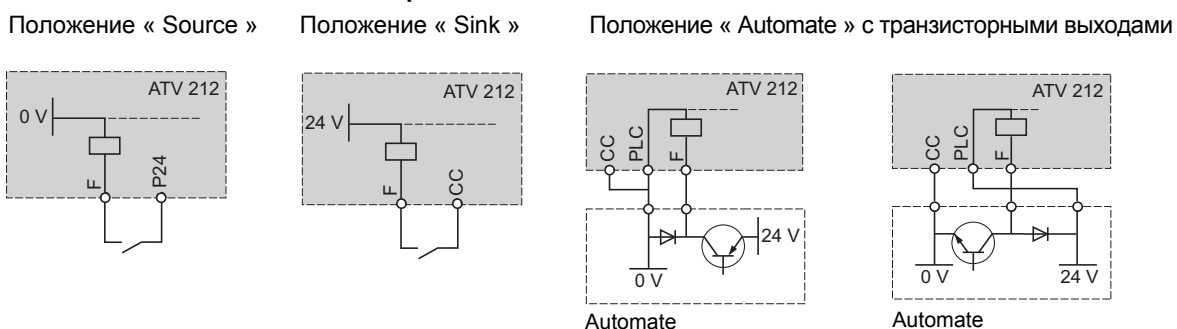 Положение « Source »
Положение « Sink »
Положение « Automate » с транзисторными выходами
ATV 212
0 V
F
P24
ATV 212
24 V
F
CC
ATV 212
CC
PLC
F
24 V
0 V
Automate
ATV 212
CC
PLC
F
0 V
24 V
Automate